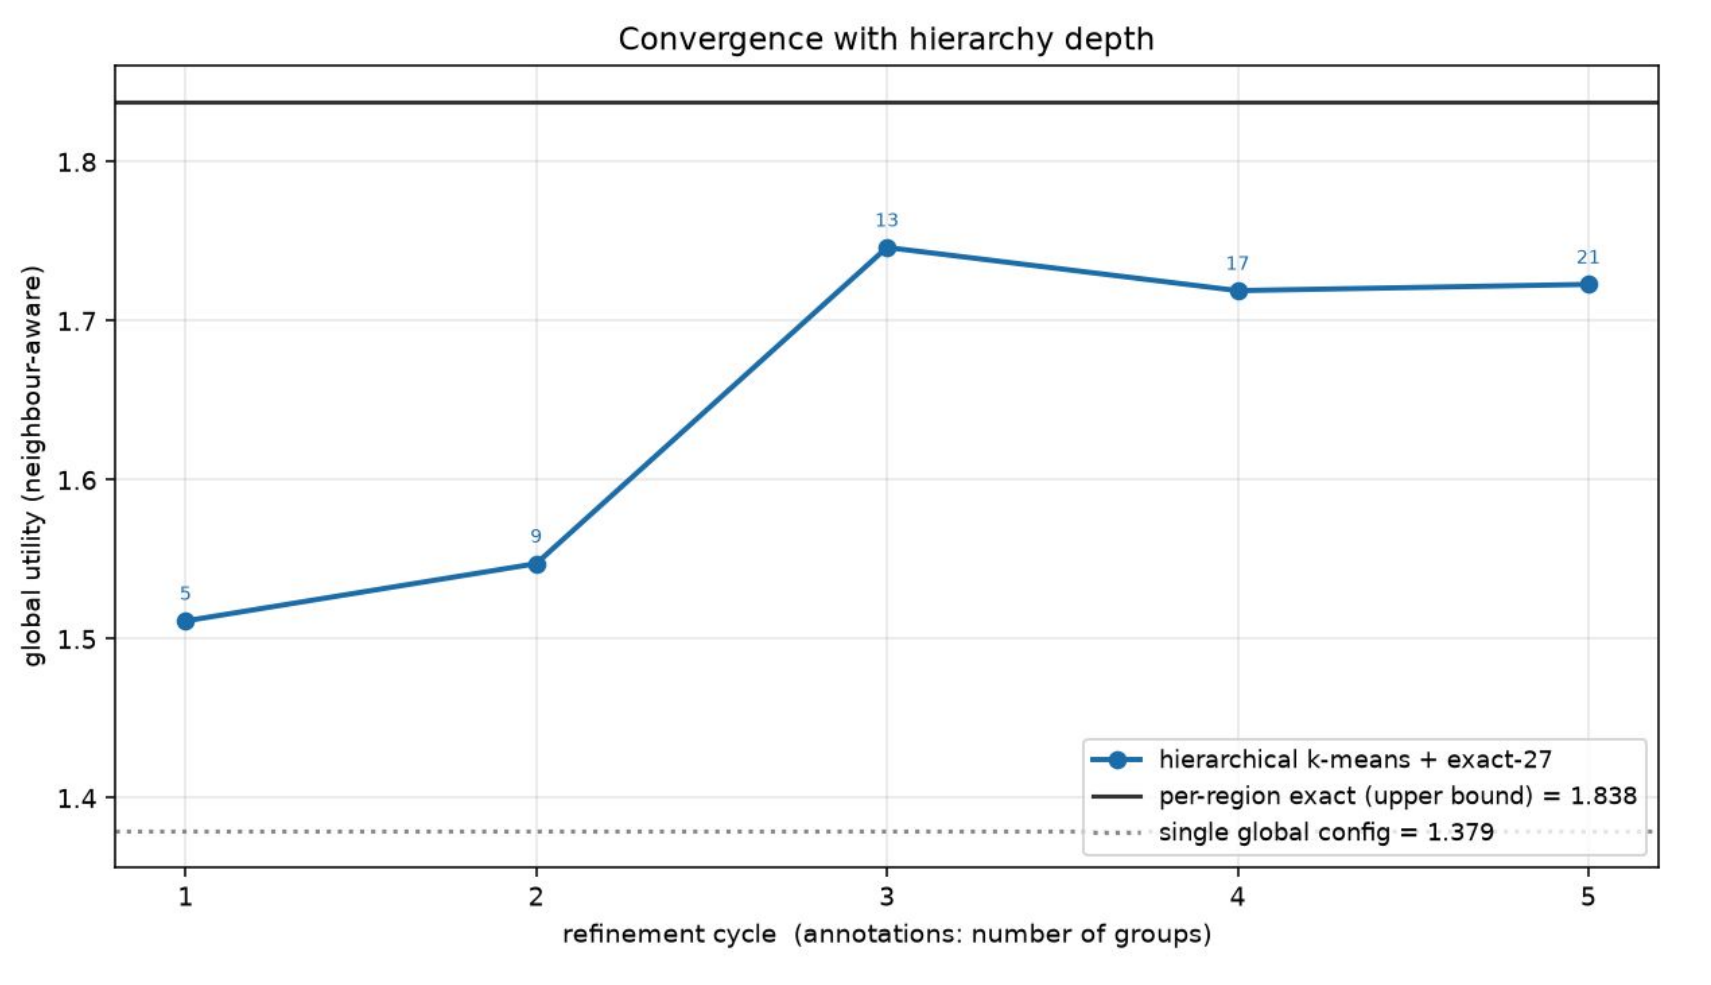 Convergence with hierarchy depth
global utility (neighbour-aware)
1.8
1.7
1.6
1.5
1.4
5
9
13
17
21
hierarchical k-means + exact-27
per-region exact (upper bound) = 1.838
single global config = 1.379
1 2 3 4 5
refinement cycle (annotations: number of groups)